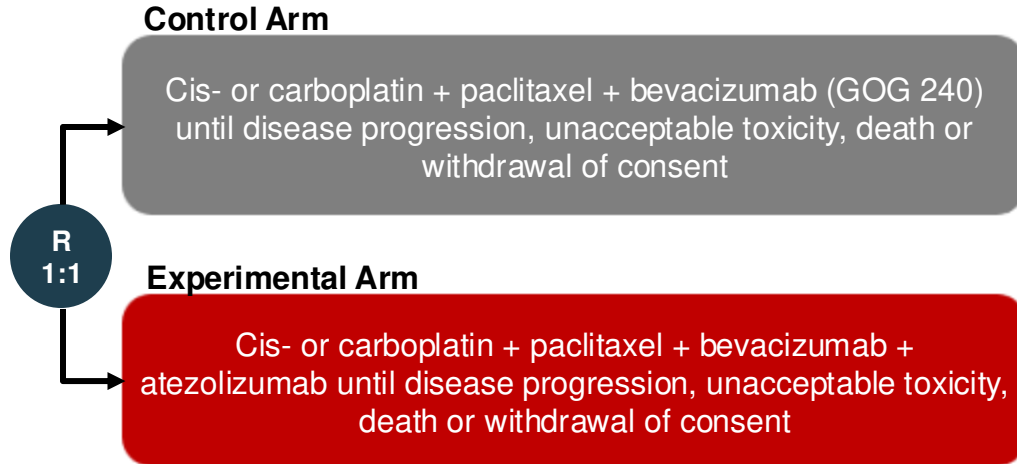 Control Arm
Cis- or carboplatin + paclitaxel + bevacizumab (GOG 240)
until disease progression, unacceptable toxicity, death or
withdrawal of consent
R
1:1
Experimental Arm
Cis- or carboplatin + paclitaxel + bevacizumab +
atezolizumab until disease progression, unacceptable toxicity,
death or withdrawal of consent